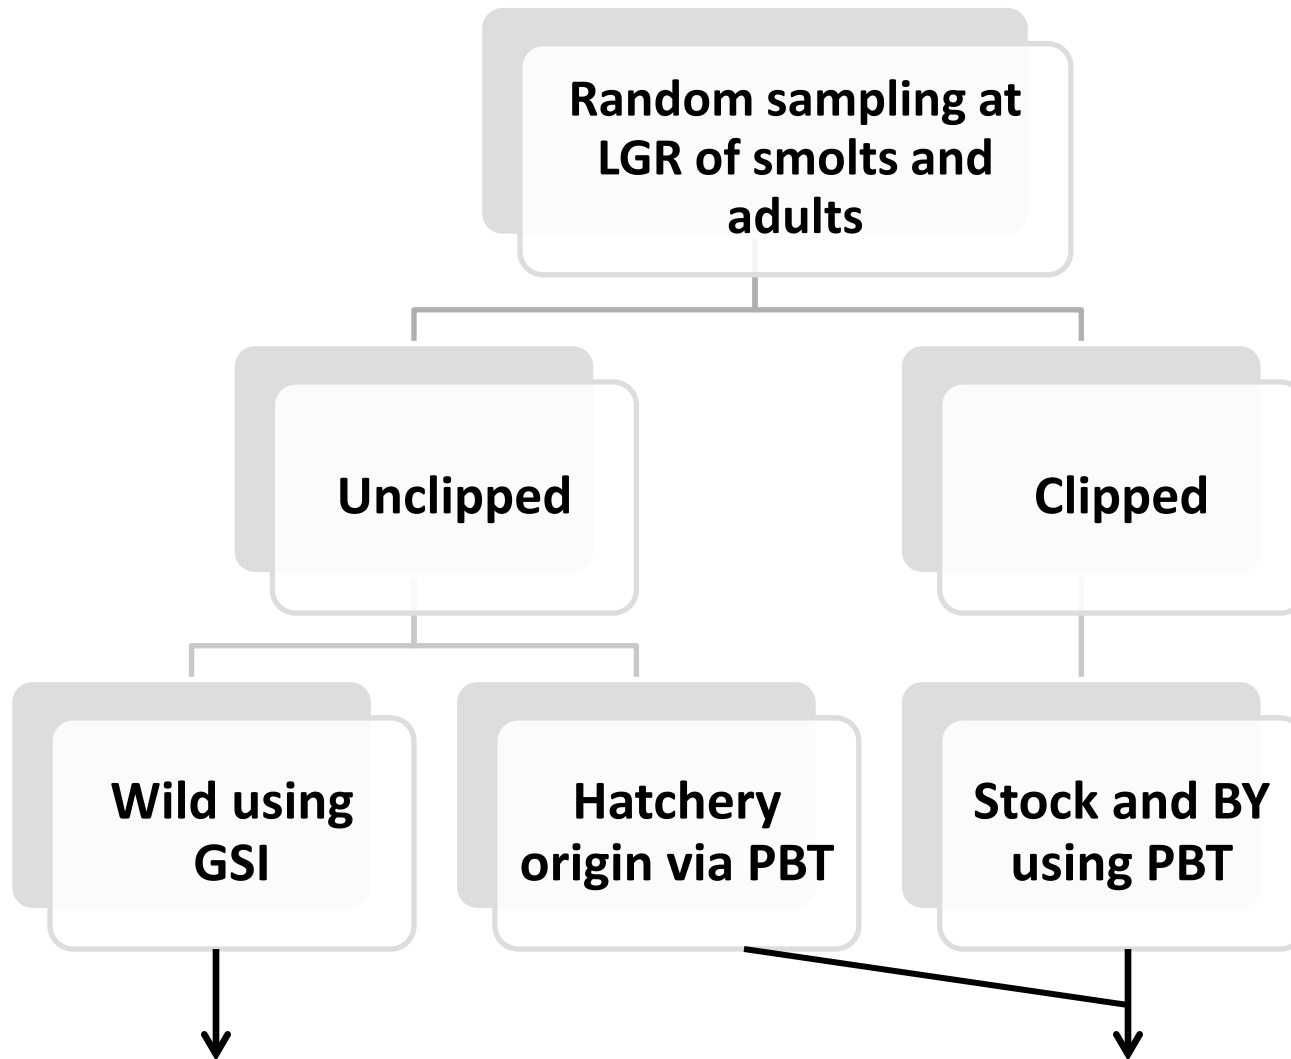 Random sampling at
LGR of smolts and
adults
Unclipped
Clipped
Wild using
GSI
Hatchery
origin via PBT
Stock and BY
using PBT